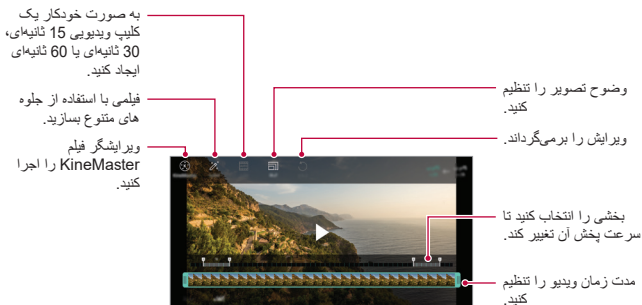 به صورت خودکار یک
کلیپ ویدیویی 15 ثانیه‌ای،
30 ثانیه‌ای یا 60 ثانیه‌ای
ایجاد کنید.
فیلمی با استفاده از جلوه
های متنوع بسازید.
ویرایشگر فیلم
KineMaster را اجرا
کنید.
وضوح تصویر را تنظیم
کنید.
ویرایش را برمی‌گرداند.
بخشی را انتخاب کنید تا
سرعت پخش آن تغییر کند.
مدت زمان ویدیو را تنظیم
کنید.